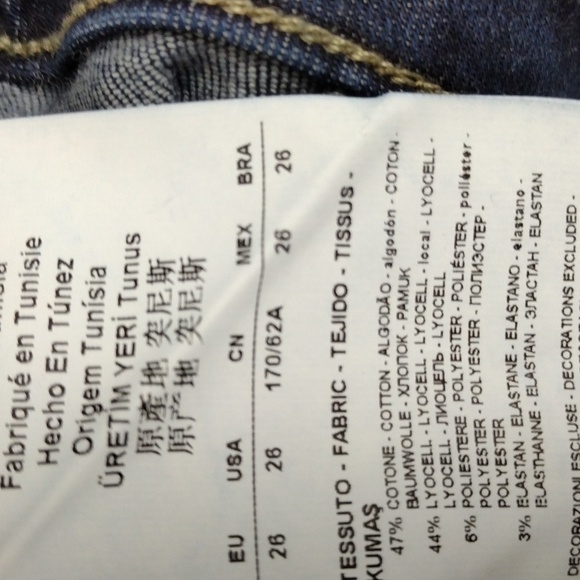 Fabriqué en Tunisie
Hecho En Túnez
Origem Tunísia
ÜRETIM YERİ Tunus
原產地 突尼斯
原产地 突尼斯
EU USA CN MEX BRA
26 26 170/62A 26 26
TESSUTO - FABRIC - TEJIDO - TISSUS -
KUMAŞ
47% COTONE - COTTON - ALGODÃO - algodón - COTON -
BAUMWOLLE - ХЛОПОК - PAMUK
44% LYOCELL - LYOCELL - LYOCELL - local - LYOCELL -
LYOCELL - ЛИОЦЕЛЬ - LYOCELL
6% POLIESTERE - POLYESTER - POLIÉSTER - poliéster -
POLYESTER - POLYESTER - ПОЛИЭСТЕР -
POLYESTER
3% ELASTAN - ELASTANE - ELASTANO - elastano -
ELASTHANNE - ELASTAN - ЭЛАСТАН - ELASTAN
DECORAZIONI ESCLUSE - DECORATIONS EXCLUDED -